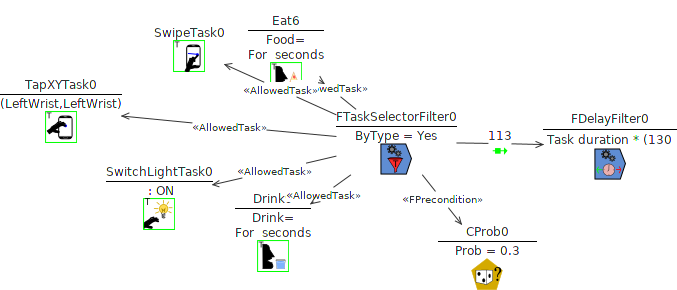 Eat6
Food=
For seconds
SwipeTask0
TapXYTask0
(LeftWrist,LeftWrist)
«AllowedTask»
wedTask»
FTaskSelectorFilter0
ByType = Yes
113
FDelayFilter0
Task duration * (130
«AllowedTask»
SwitchLightTask0
: ON
«AllowedTask»
Drink
Drink=
For seconds
«AllowedTask»
«FPrecondition»
CProb0
Prob = 0.3